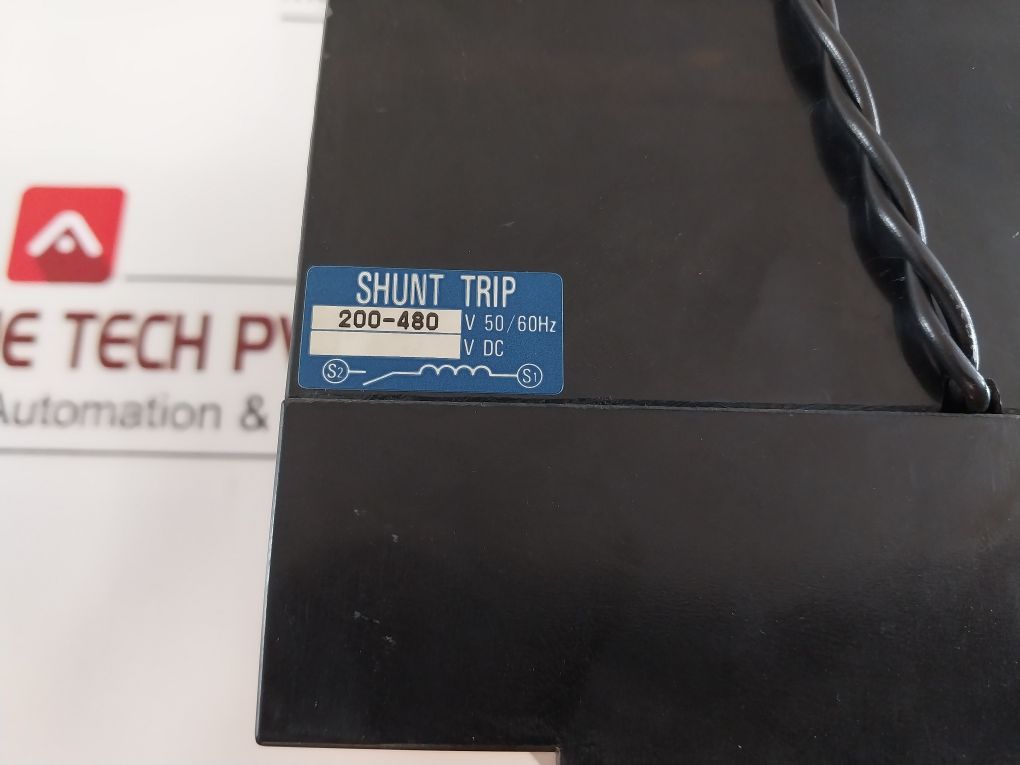 SHUNT TRIP
200-480 V 50/60Hz
V DC
S2 S1
E TECH PV
Automation &